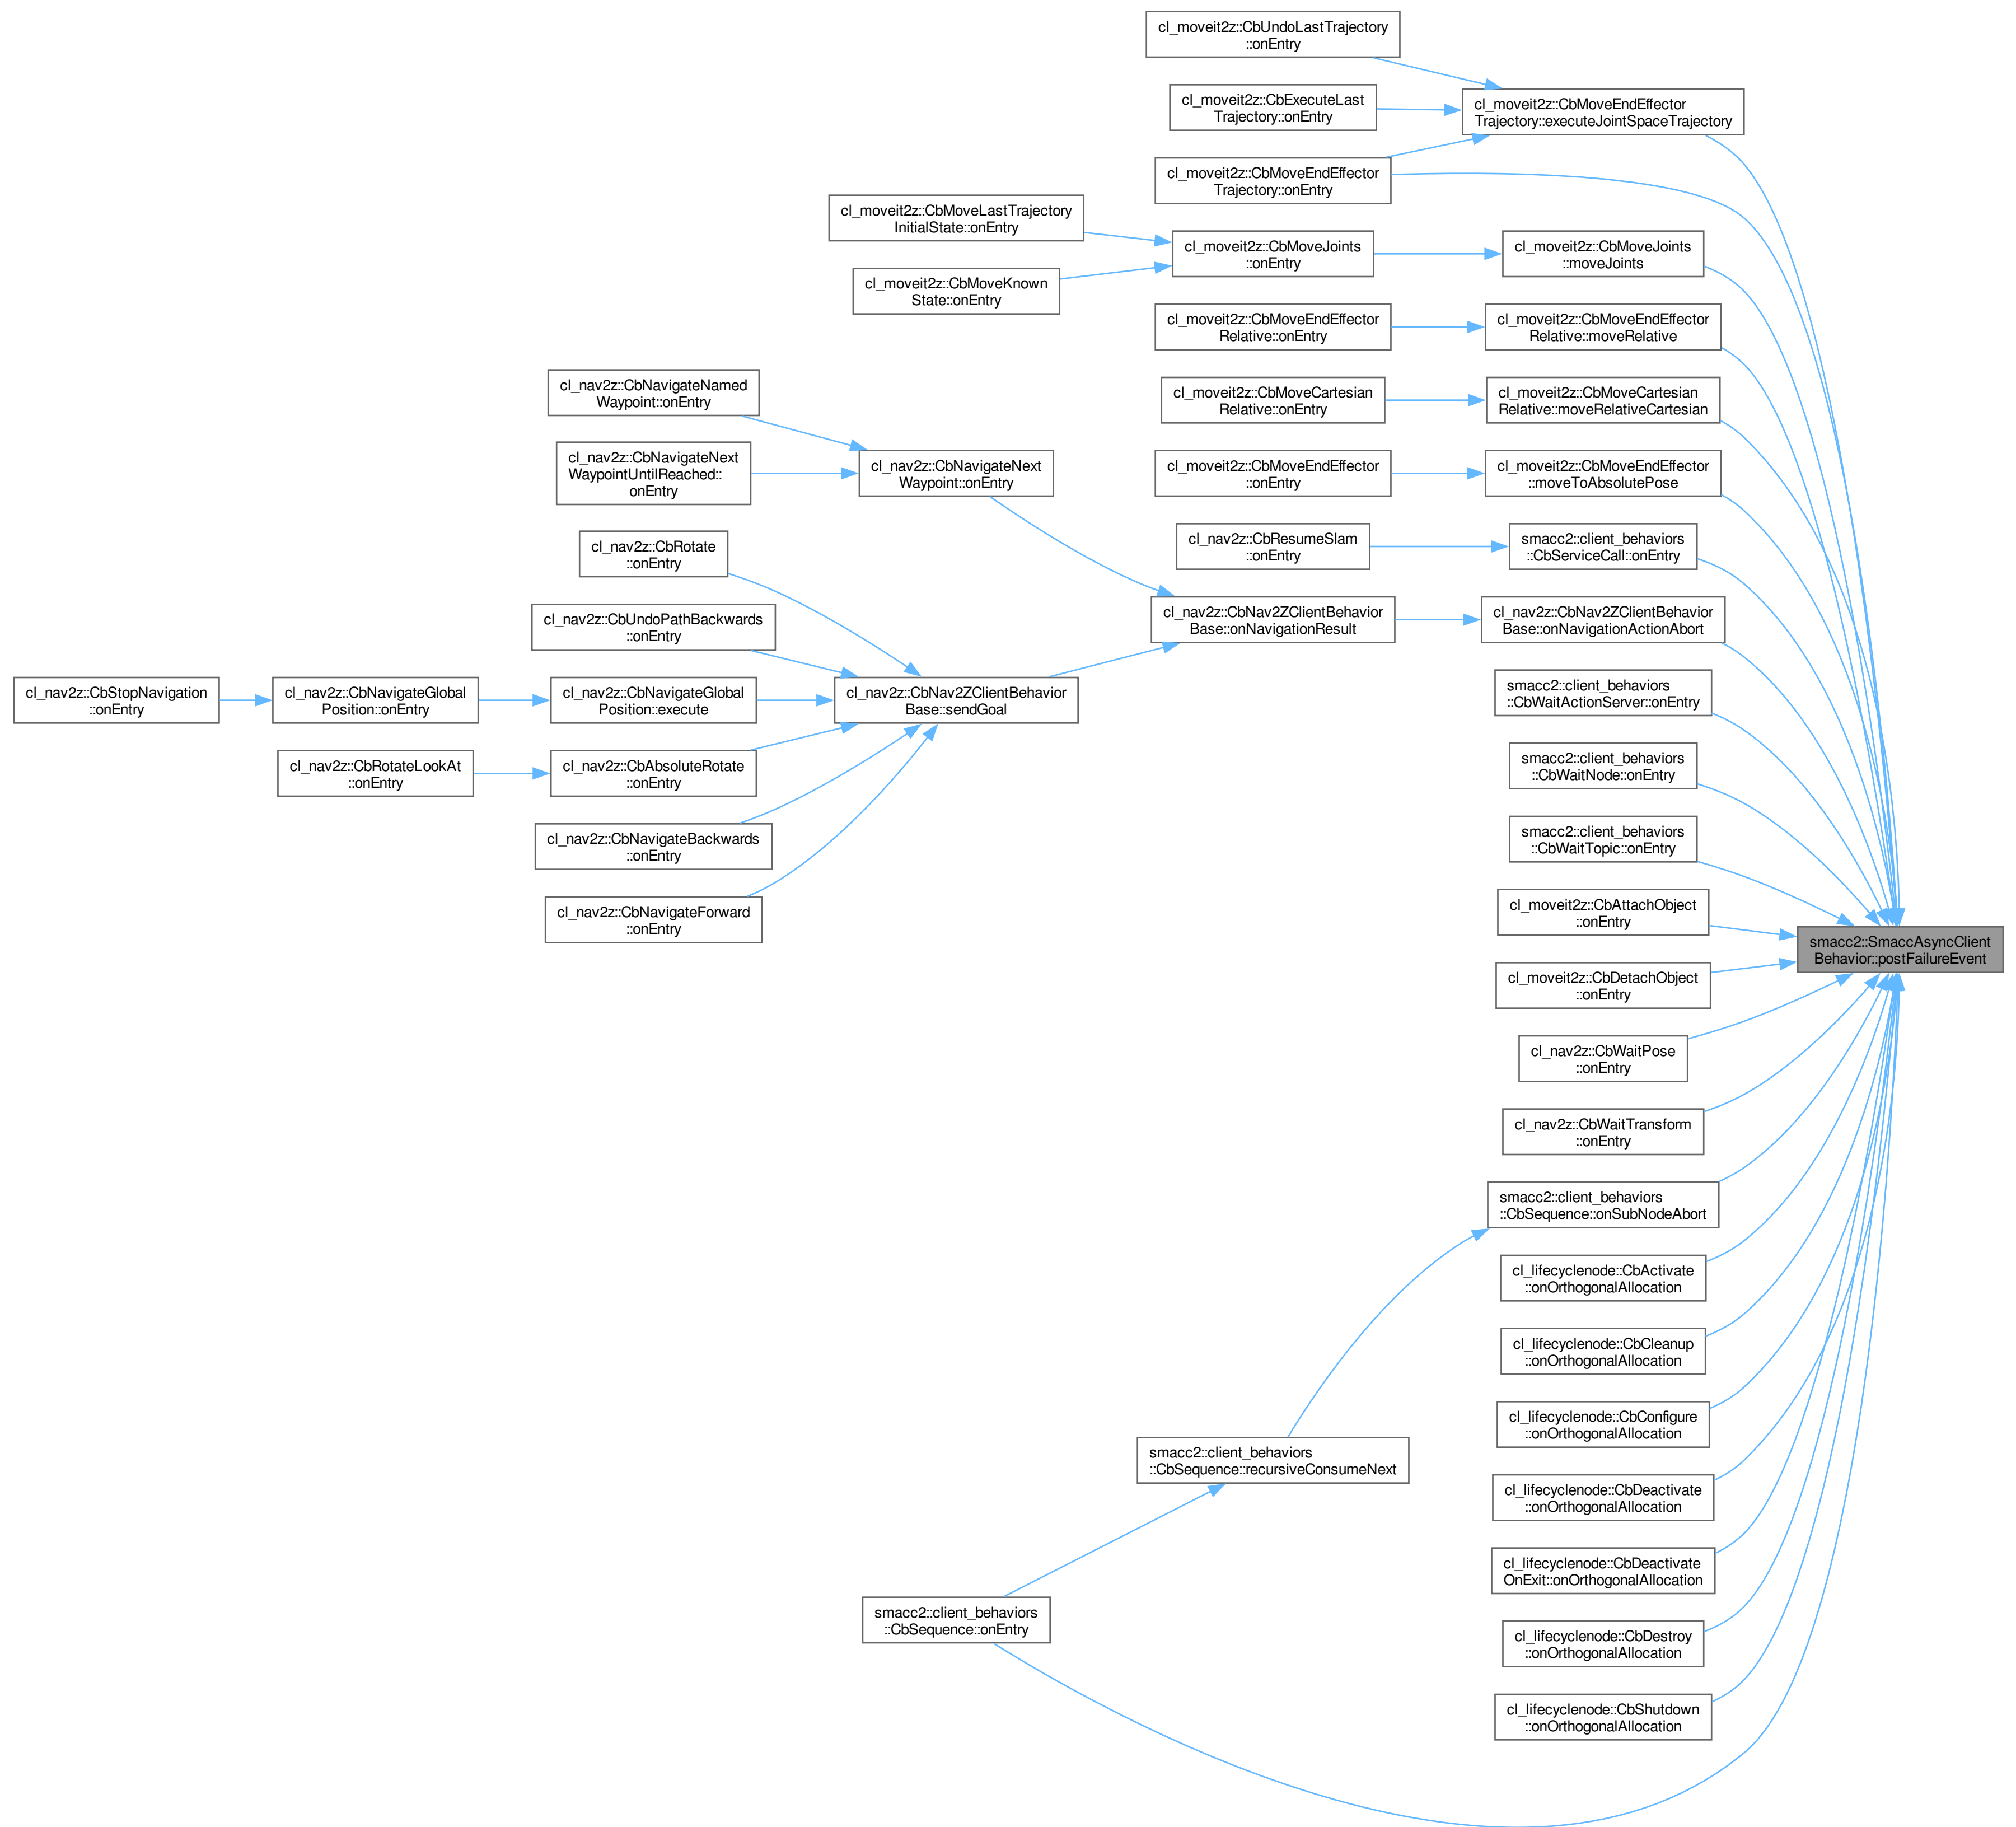 cl_moveit2z::CbUndoLastTrajectory
::onEntry
cl_moveit2z::CbExecuteLast
Trajectory::onEntry
cl_moveit2z::CbMoveEndEffector
Trajectory::executeJointSpaceTrajectory
cl_moveit2z::CbMoveEndEffector
Trajectory::onEntry
cl_moveit2z::CbMoveLastTrajectory
InitialState::onEntry
cl_moveit2z::CbMoveKnown
State::onEntry
cl_moveit2z::CbMoveJoints
::onEntry
cl_moveit2z::CbMoveJoints
::moveJoints
cl_moveit2z::CbMoveEndEffector
Relative::onEntry
cl_moveit2z::CbMoveEndEffector
Relative::moveRelative
cl_moveit2z::CbMoveCartesian
Relative::onEntry
cl_moveit2z::CbMoveCartesian
Relative::moveRelativeCartesian
cl_moveit2z::CbMoveEndEffector
::onEntry
cl_moveit2z::CbMoveEndEffector
::moveToAbsolutePose
cl_nav2z::CbNavigateNamed
Waypoint::onEntry
cl_nav2z::CbNavigateNext
WaypointUntilReached::
onEntry
cl_nav2z::CbNavigateNext
Waypoint::onEntry
cl_nav2z::CbResumeSlam
::onEntry
smacc2::client_behaviors
::CbServiceCall::onEntry
cl_nav2z::CbRotate
::onEntry
cl_nav2z::CbUndoPathBackwards
::onEntry
cl_nav2z::CbNav2ZClientBehavior
Base::onNavigationResult
cl_nav2z::CbNav2ZClientBehavior
Base::onNavigationActionAbort
cl_nav2z::CbStopNavigation
::onEntry
cl_nav2z::CbNavigateGlobal
Position::onEntry
cl_nav2z::CbNavigateGlobal
Position::execute
cl_nav2z::CbNav2ZClientBehavior
Base::sendGoal
smacc2::client_behaviors
::CbWaitActionServer::onEntry
cl_nav2z::CbRotateLookAt
::onEntry
cl_nav2z::CbAbsoluteRotate
::onEntry
smacc2::client_behaviors
::CbWaitNode::onEntry
cl_nav2z::CbNavigateBackwards
::onEntry
smacc2::client_behaviors
::CbWaitTopic::onEntry
cl_nav2z::CbNavigateForward
::onEntry
cl_moveit2z::CbAttachObject
::onEntry
smacc2::SmaccAsyncClient
Behavior::postFailureEvent
cl_moveit2z::CbDetachObject
::onEntry
cl_nav2z::CbWaitPose
::onEntry
cl_nav2z::CbWaitTransform
::onEntry
smacc2::client_behaviors
::CbSequence::onSubNodeAbort
cl_lifecyclenode::CbActivate
::onOrthogonalAllocation
cl_lifecyclenode::CbCleanup
::onOrthogonalAllocation
cl_lifecyclenode::CbConfigure
::onOrthogonalAllocation
smacc2::client_behaviors
::CbSequence::recursiveConsumeNext
cl_lifecyclenode::CbDeactivate
::onOrthogonalAllocation
cl_lifecyclenode::CbDeactivate
OnExit::onOrthogonalAllocation
smacc2::client_behaviors
::CbSequence::onEntry
cl_lifecyclenode::CbDestroy
::onOrthogonalAllocation
cl_lifecyclenode::CbShutdown
::onOrthogonalAllocation